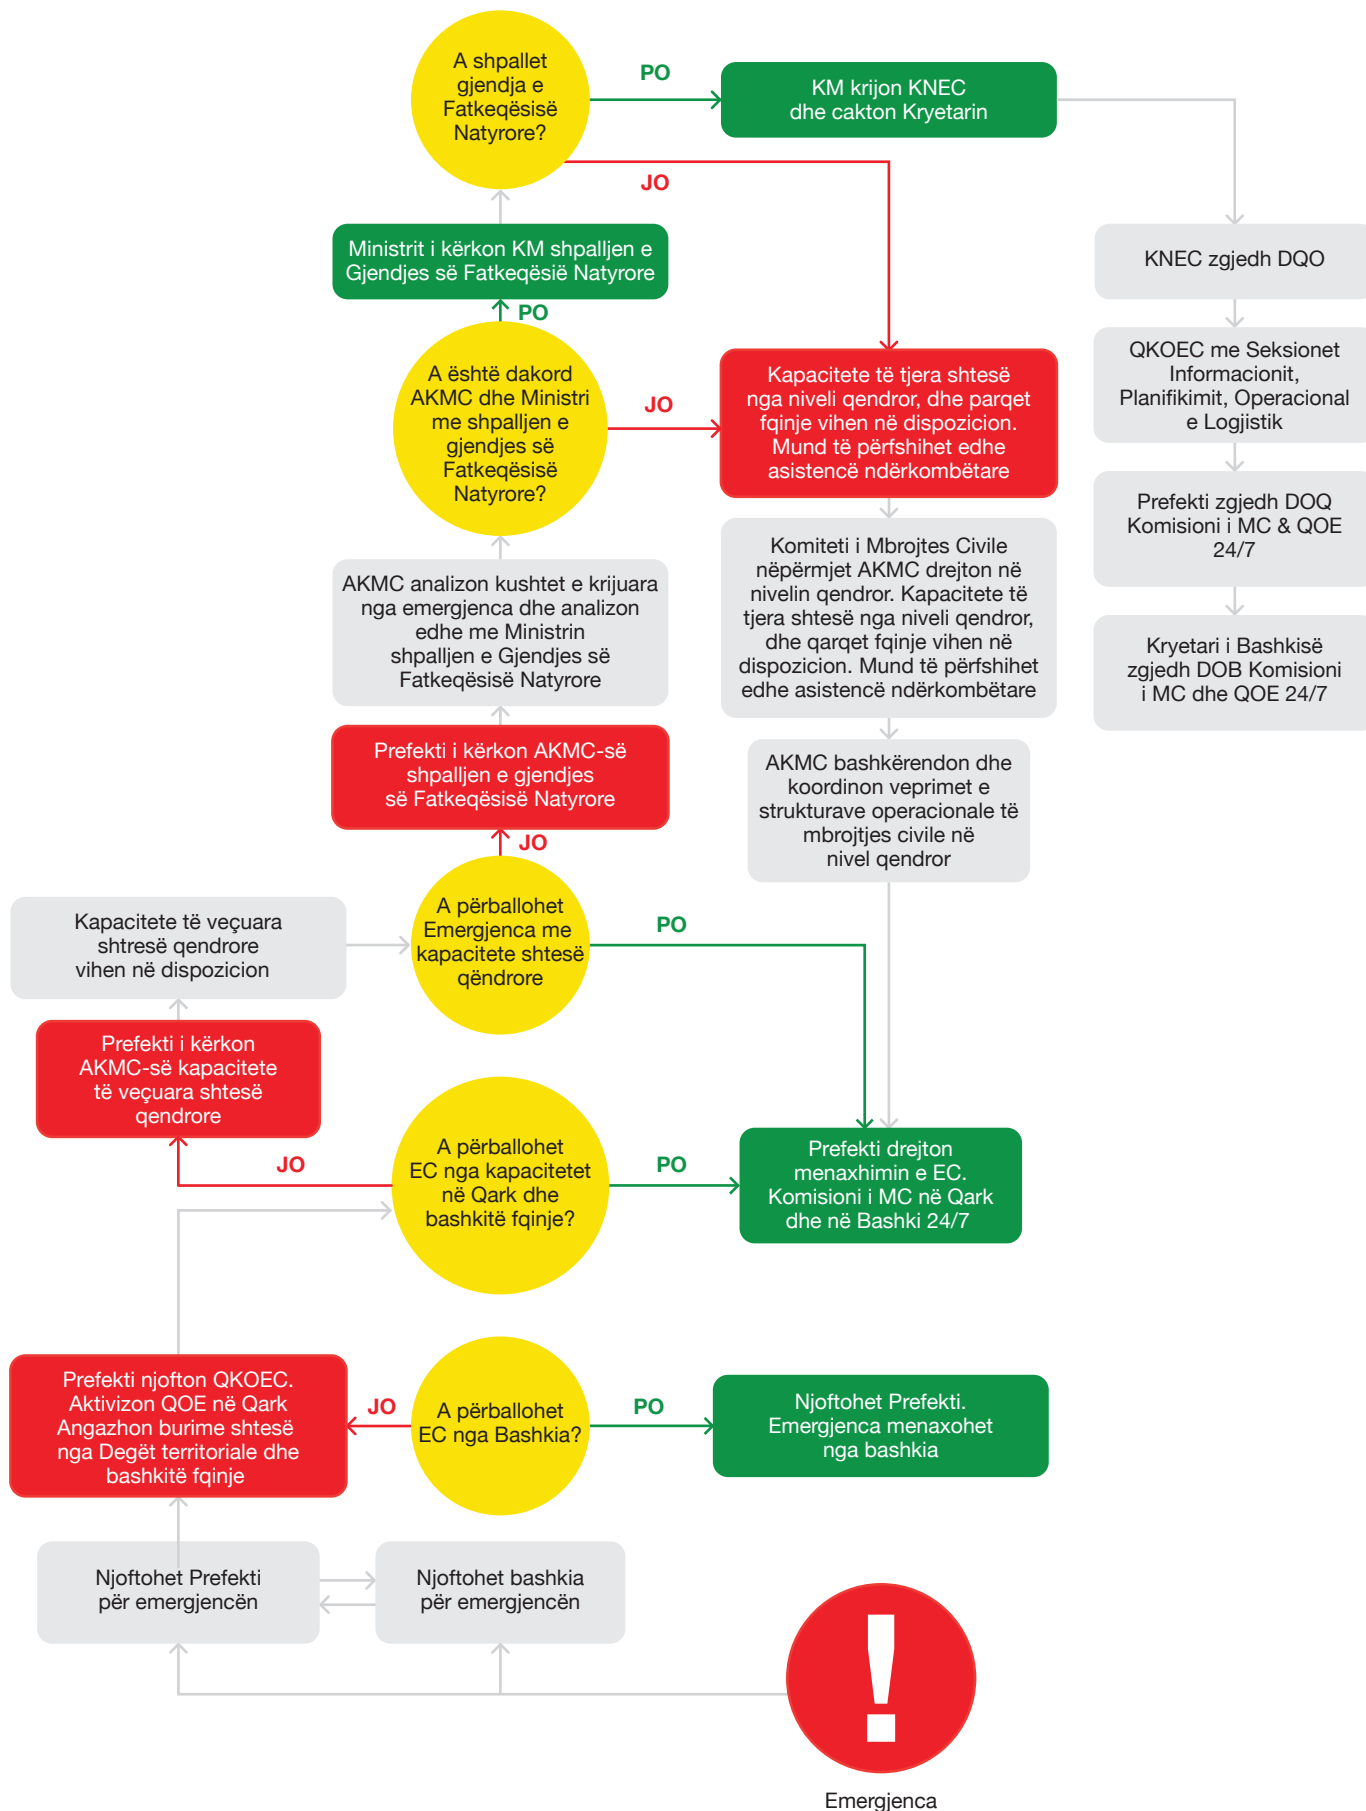 A shpallet
gjendja e
Fatkeqësisë
Natyrore?
PO
KM krijon KNEC
dhe cakton Kryetarin
JO
Ministrit i kërkon KM shpalljen e
Gjendjes së Fatkeqësië Natyrore
PO
KNEC zgjedh DQO
A është dakord
AKMC dhe Ministri
me shpalljen e
gjendjes së
Fatkeqësisë
Natyrore?
JO
Kapacitete të tjera shtesë
nga niveli qendror, dhe parqet
fqinje vihen në dispozicion.
Mund të përfshihet edhe
asistencë ndërkombëtare
QKOEC me Seksionet
Informacionit,
Planifikimit, Operacional
e Logjistik
Prefekti zgjedh DOQ
Komisioni i MC & QOE
24/7
AKMC analizon kushtet e krijuara
nga emergjenca dhe analizon
edhe me Ministrin
shpalljen e Gjendjes së
Fatkeqësisë Natyrore
Komiteti i Mbrojtes Civile
nëpërmjet AKMC drejton në
nivelin qendror. Kapacitete të
tjera shtesë nga niveli qendror,
dhe qarqet fqinje vihen në
dispozicion. Mund të përfshihet
edhe asistencë ndërkombëtare
Kryetari i Bashkisë
zgjedh DOB Komisioni
i MC dhe QOE 24/7
Prefekti i kërkon AKMC-së
shpalljen e gjendjes
së Fatkeqësisë Natyrore
JO
AKMC bashkërendon dhe
koordinon veprimet e
strukturave operacionale të
mbrojtjes civile në
nivel qendror
Kapacitete të veçuara
shtresë qendrore
vihen në dispozicion
A përballohet
Emergjenca me
kapacitete shtesë
qëndrore
PO
Prefekti i kërkon
AKMC-së kapacitete
të veçuara shtesë
qendrore
JO
A përballohet
EC nga kapacitetet
në Qark dhe
bashkitë fqinje?
PO
Prefekti drejton
menaxhimin e EC.
Komisioni i MC në Qark
dhe në Bashki 24/7
Prefekti njofton QKOEC.
Aktivizon QOE në Qark
Angazhon burime shtesë
nga Degët territoriale dhe
bashkitë fqinje
JO
A përballohet
EC nga Bashkia?
PO
Njoftohet Prefekti.
Emergjenca menaxohet
nga bashkia
Njoftohet Prefekti
për emergjencën
Njoftohet bashkia
për emergjencën
!
Emergjenca